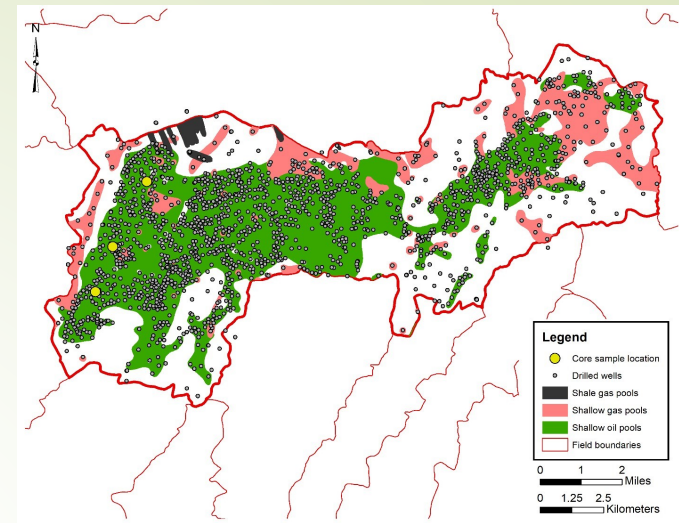 N
Legend
Core sample location
Drilled wells
Shale gas pools
Shallow gas pools
Shallow oil pools
Field boundaries
0 1 2
Miles
0 1.25 2.5
Kilometers